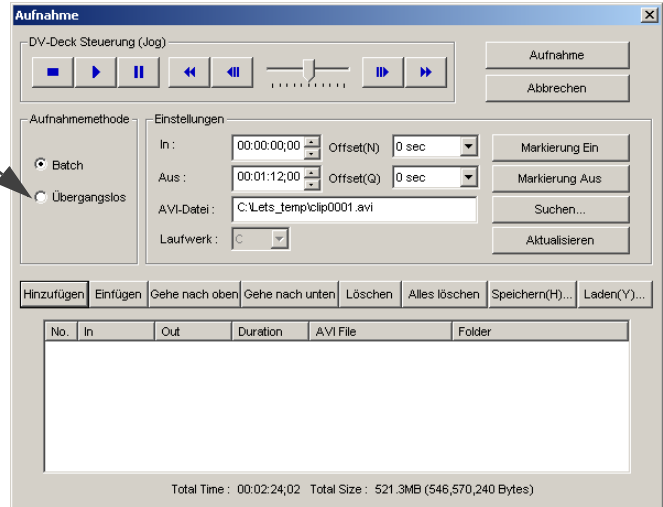 Aufnahme
DV-Deck Steuerung (Jog)
Aufnahme
Abbrechen
Aufnahmemethode
Batch
Übergangslos
Einstellungen
In :
00:00:00;00
Offset(N)
0 sec
Markierung Ein
Aus :
00:01:12;00
Offset(Q)
0 sec
Markierung Aus
AVI-Datei :
C:\Lets_temp\clip0001.avi
Suchen...
Laufwerk :
C
Aktualisieren
Hinzufügen Einfügen Gehe nach oben Gehe nach unten Löschen Alles löschen Speichern(H)... Laden(Y)...
No. In Out Duration AVI File Folder
Total Time : 00:02:24;02 Total Size : 521.3MB (546,570,240 Bytes)